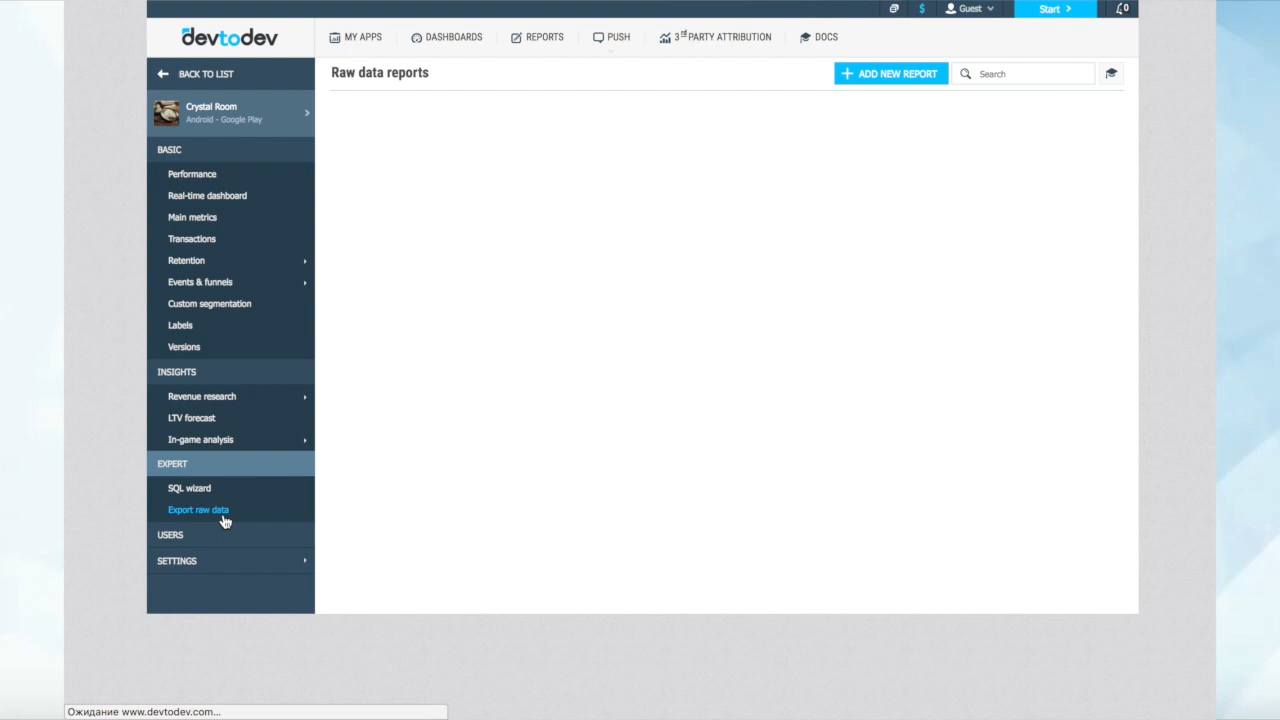 $ Guest Start > 0
devtodev MY APPS DASHBOARDS REPORTS PUSH 3rd PARTY ATTRIBUTION DOCS
BACK TO LIST
Raw data reports
ADD NEW REPORT
Search
Crystal Room
Android - Google Play
BASIC
Performance
Real-time dashboard
Main metrics
Transactions
Retention
Events & funnels
Custom segmentation
Labels
Versions
INSIGHTS
Revenue research
LTV forecast
In-game analysis
EXPERT
SQL wizard
Export raw data
USERS
SETTINGS
Ожидание www.devtodev.com...